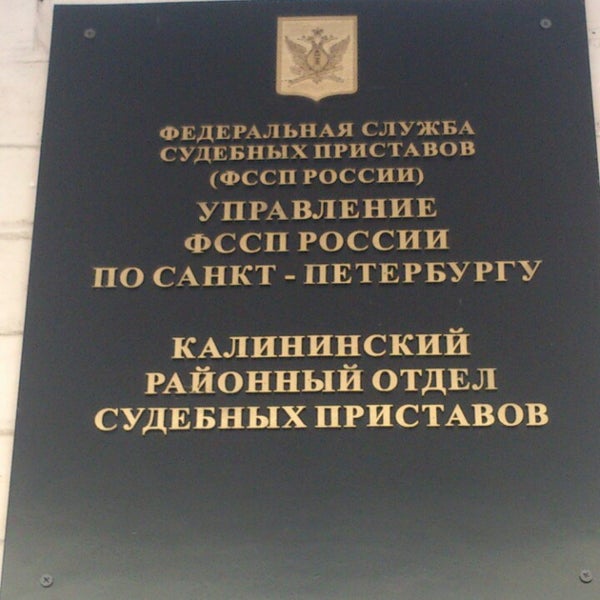 ФЕДЕРАЛЬНАЯ СЛУЖБА
СУДЕБНЫХ ПРИСТАВОВ
(ФССП РОССИИ)
УПРАВЛЕНИЕ
ФССП РОССИИ
ПО САНКТ - ПЕТЕРБУРГУ
КАЛИНИНСКИЙ
РАЙОННЫЙ ОТДЕЛ
СУДЕБНЫХ ПРИСТАВОВ